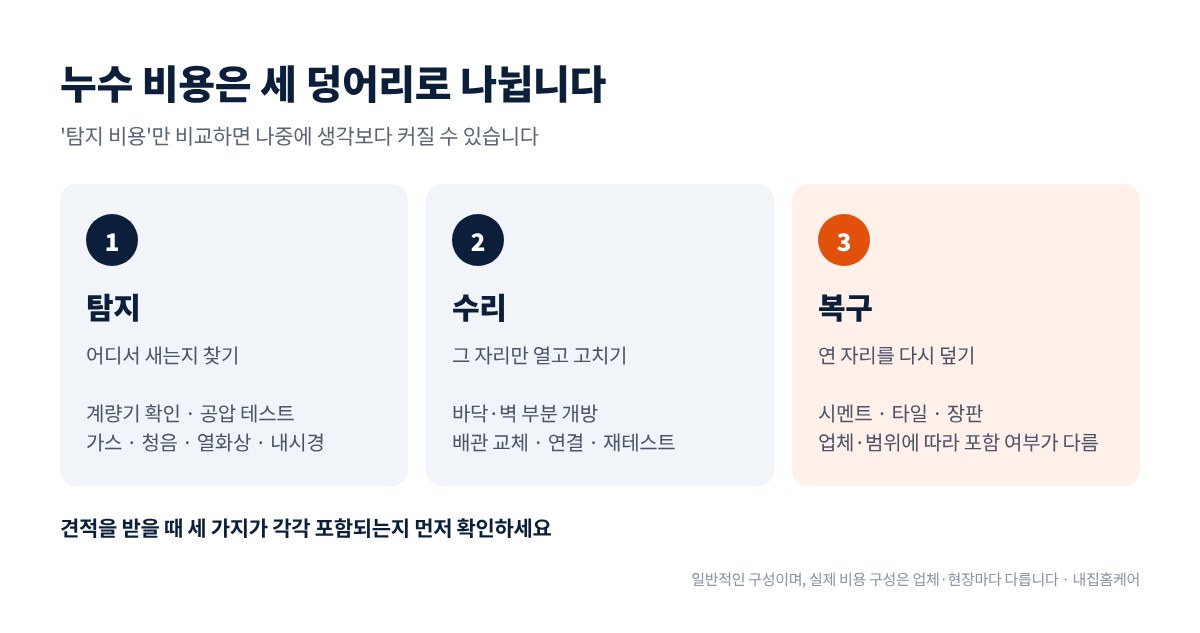 누수 비용은 세 덩어리로 나뉩니다
'탐지 비용'만 비교하면 나중에 생각보다 커질 수 있습니다
1
탐지
어디서 새는지 찾기
계량기 확인 · 공압 테스트
가스 · 청음 · 열화상 · 내시경
2
수리
그 자리만 열고 고치기
바닥·벽 부분 개방
배관 교체 · 연결 · 재테스트
3
복구
연 자리를 다시 덮기
시멘트 · 타일 · 장판
업체·범위에 따라 포함 여부가 다름
견적을 받을 때 세 가지가 각각 포함되는지 먼저 확인하세요
일반적인 구성이며, 실제 비용 구성은 업체·현장마다 다릅니다 · 내집홈케어